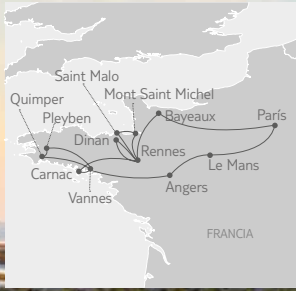 Saint Malo
Mont Saint Michel
Quimper
Pleyben
Bayeaux
París
Dinan
Rennes
Le Mans
Carnac
Angers
Vannes
FRANCIA